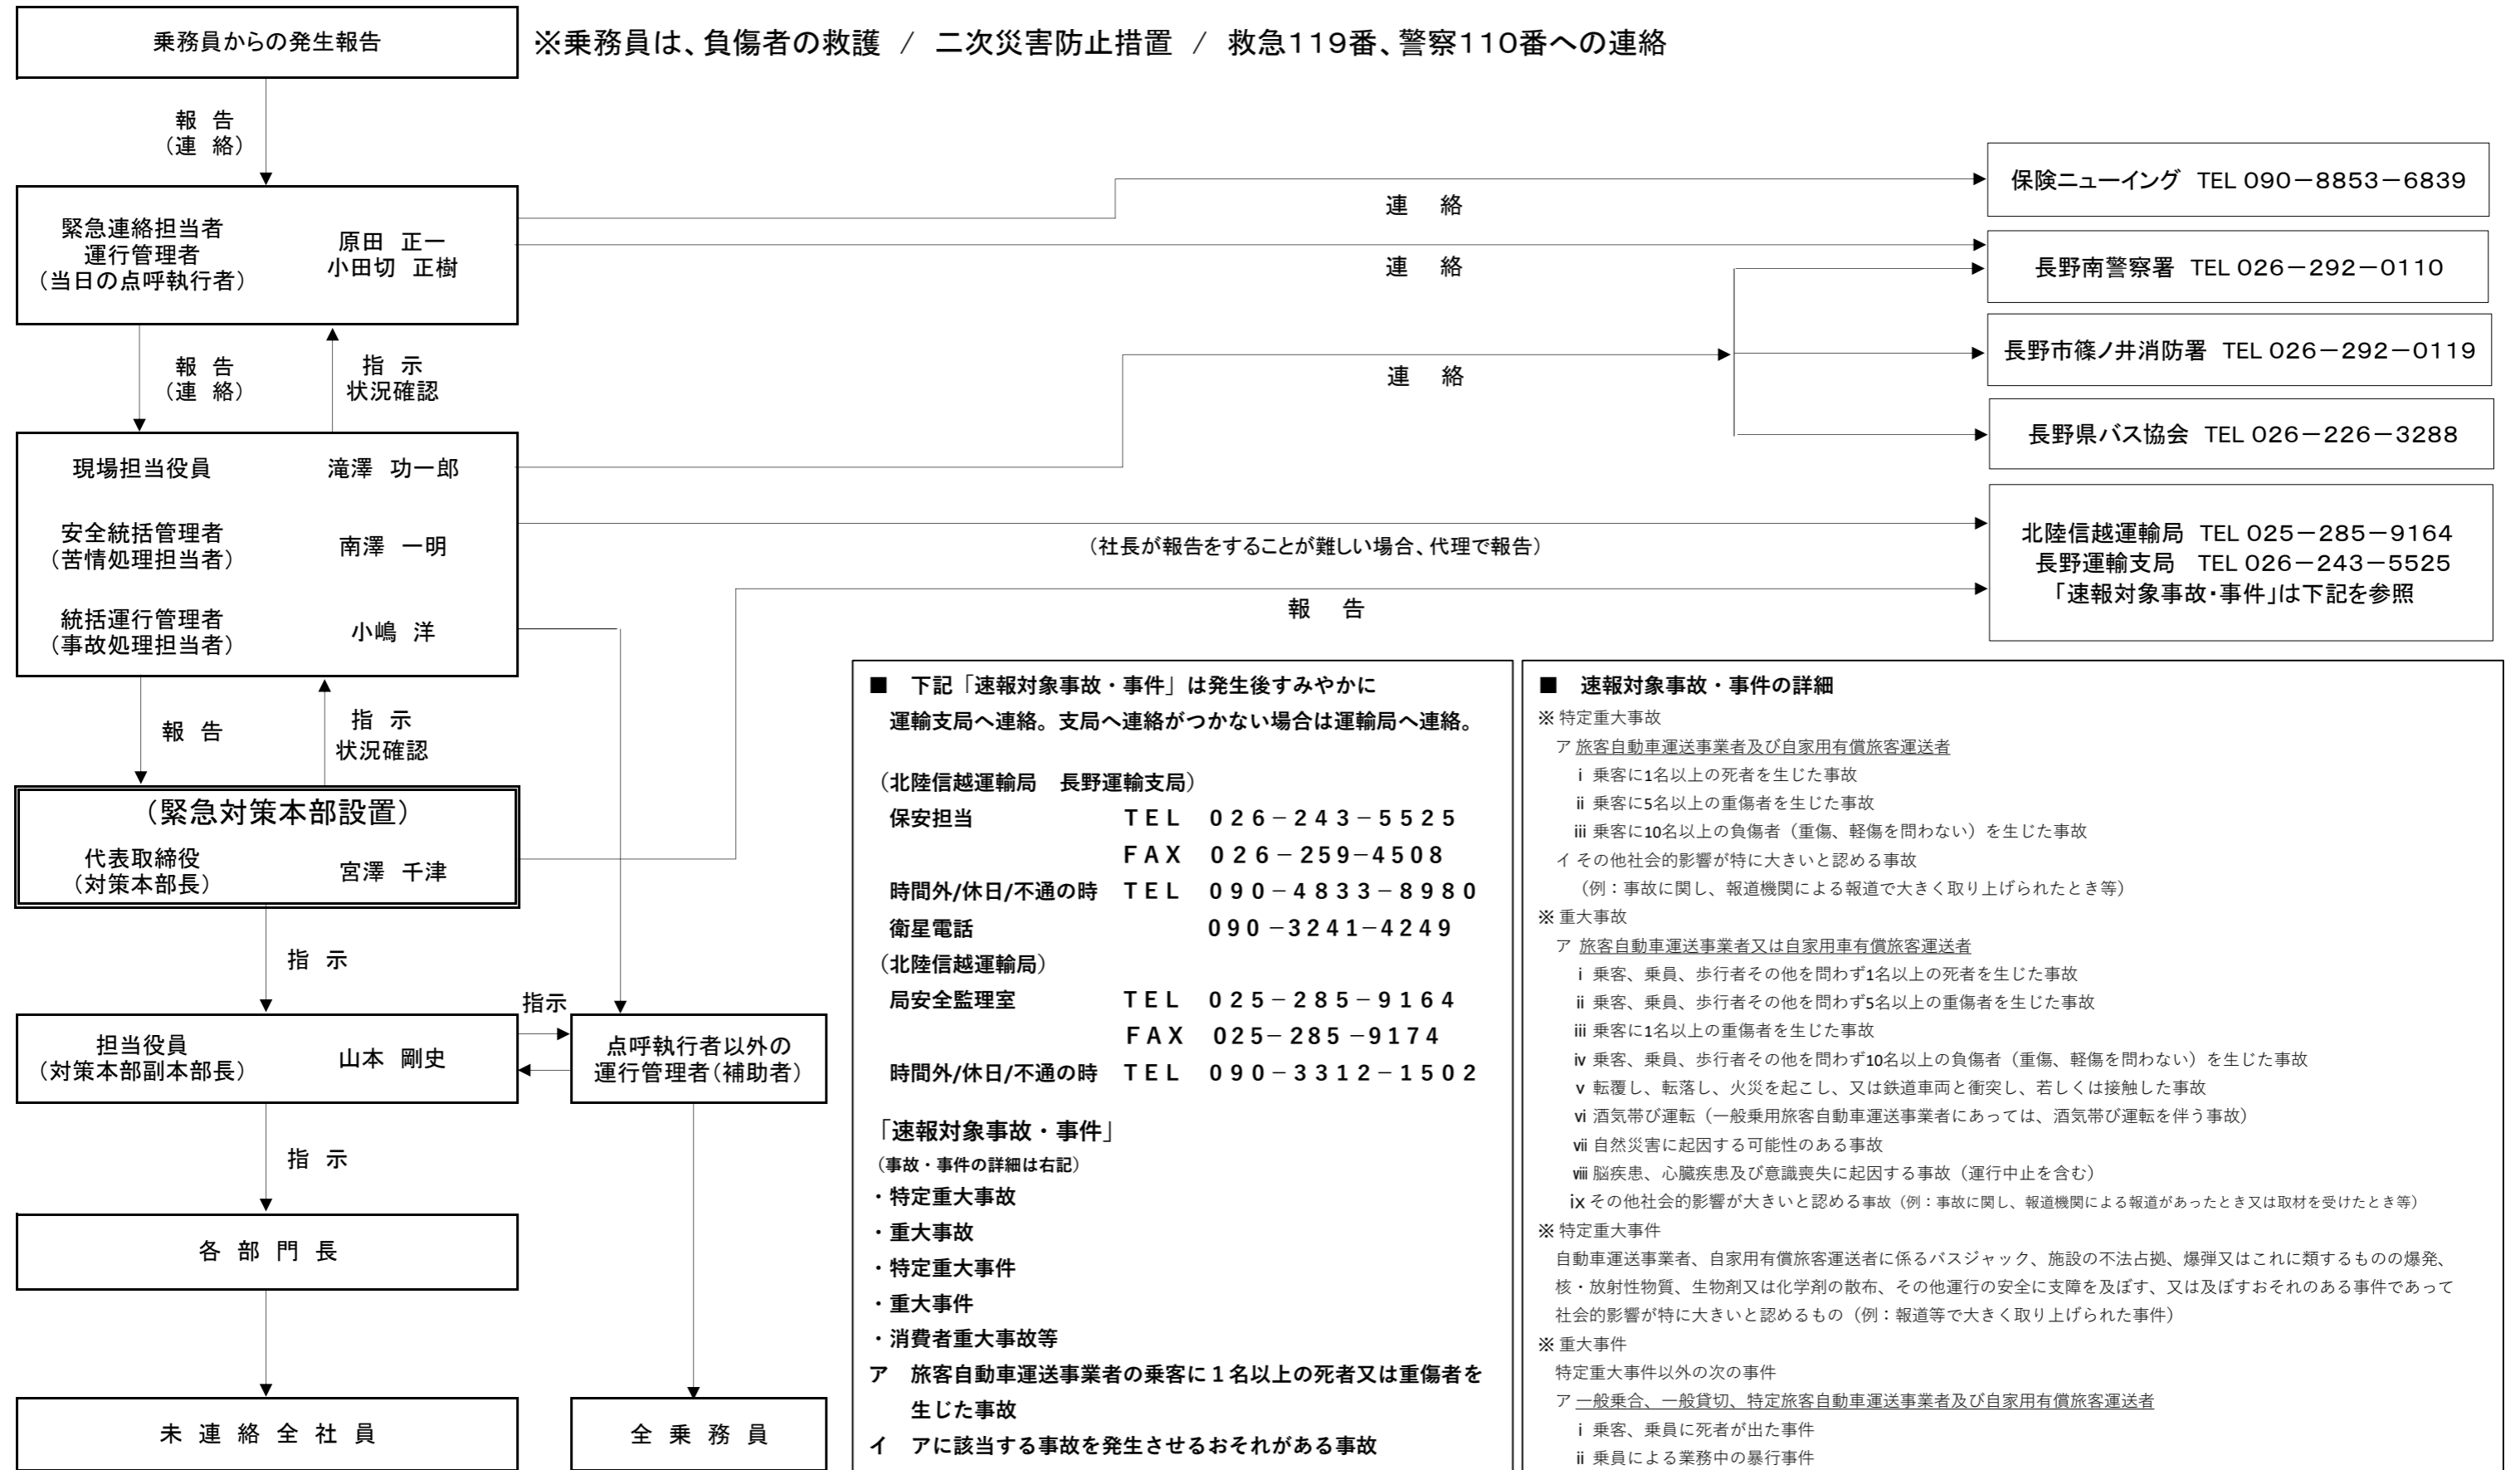 乗務員からの発生報告
※乗務員は、負傷者の救護 / 二次災害防止措置 / 救急119番、警察110番への連絡
報 告
（連 絡）
緊急連絡担当者
運行管理者
（当日の点呼執行者）
原田 正一
小田切 正樹
連 絡
保険ニューイング TEL 090－8853－6839
連 絡
長野南警察署 TEL 026－292－0110
長野市篠ノ井消防署 TEL 026－292－0119
長野県バス協会 TEL 026－226－3288
報 告
（連 絡）
指 示
状況確認
連 絡
現場担当役員 滝澤 功一郎
安全統括管理者
（苦情処理担当者）
南澤 一明
統括運行管理者
（事故処理担当者）
小嶋 洋
（社長が報告をすることが難しい場合、代理で報告）
報 告
北陸信越運輸局 TEL 025－285－9164
長野運輸支局 TEL 026－243－5525
「速報対象事故・事件」は下記を参照
報 告
指 示
状況確認
（緊急対策本部設置）
代表取締役
（対策本部長）
宮澤 千津
指 示
担当役員
（対策本部副本部長）
山本 剛史
指示
点呼執行者以外の
運行管理者（補助者）
指 示
各 部 門 長
未 連 絡 全 社 員
全 乗 務 員
■ 下記「速報対象事故・事件」は発生後すみやかに
運輸支局へ連絡。支局へ連絡がつかない場合は運輸局へ連絡。
（北陸信越運輸局 長野運輸支局）
保安担当 ＴＥＬ ０２６－２４３－５５２５
ＦＡＸ ０２６－２５９－４５０８
時間外/休日/不通の時 ＴＥＬ ０９０－４８３３－８９８０
衛星電話 ０９０－３２４１－４２４９
（北陸信越運輸局）
局安全監理室 ＴＥＬ ０２５－２８５－９１６４
ＦＡＸ ０２５－２８５－９１７４
時間外/休日/不通の時 ＴＥＬ ０９０－３３１２－１５０２
「速報対象事故・事件」
（事故・事件の詳細は右記）
・特定重大事故
・重大事故
・特定重大事件
・重大事件
・消費者重大事故等
ア 旅客自動車運送事業者の乗客に１名以上の死者又は重傷者を
生じた事故
イ アに該当する事故を発生させるおそれがある事故
■ 速報対象事故・事件の詳細
※ 特定重大事故
ア 旅客自動車運送事業者及び自家用有償旅客運送者
ⅰ 乗客に1名以上の死者を生じた事故
ⅱ 乗客に5名以上の重傷者を生じた事故
ⅲ 乗客に10名以上の負傷者（重傷、軽傷を問わない）を生じた事故
イ その他社会的影響が特に大きいと認める事故
（例：事故に関し、報道機関による報道で大きく取り上げられたとき等）
※ 重大事故
ア 旅客自動車運送事業者又は自家用車有償旅客運送者
ⅰ 乗客、乗員、歩行者その他を問わず1名以上の死者を生じた事故
ⅱ 乗客、乗員、歩行者その他を問わず5名以上の重傷者を生じた事故
ⅲ 乗客に1名以上の重傷者を生じた事故
ⅳ 乗客、乗員、歩行者その他を問わず10名以上の負傷者（重傷、軽傷を問わない）を生じた事故
ⅴ 転覆し、転落し、火災を起こし、又は鉄道車両と衝突し、若しくは接触した事故
ⅵ 酒気帯び運転（一般乗用旅客自動車運送事業者にあっては、酒気帯び運転を伴う事故）
ⅶ 自然災害に起因する可能性のある事故
ⅷ 脳疾患、心臓疾患及び意識喪失に起因する事故（運行中止を含む）
ⅸ その他社会的影響が大きいと認める事故（例：事故に関し、報道機関による報道があったとき又は取材を受けたとき等）
※ 特定重大事件
自動車運送事業者、自家用有償旅客運送者に係るバスジャック、施設の不法占拠、爆弾又はこれに類するものの爆発、
核・放射性物質、生物剤又は化学剤の散布、その他運行の安全に支障を及ぼす、又は及ぼすおそれのある事件であって
社会的影響が特に大きいと認めるもの（例：報道等で大きく取り上げられた事件）
※ 重大事件
特定重大事件以外の次の事件
ア 一般乗合、一般貸切、特定旅客自動車運送事業者及び自家用有償旅客運送者
ⅰ 乗客、乗員に死者が出た事件
ⅱ 乗員による業務中の暴行事件